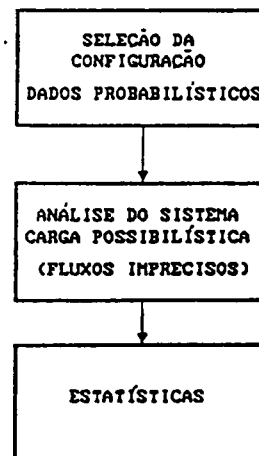 SELEÇÃO DA
CONFIGURAÇÃO
DADOS PROBABILÍSTICOS
ANÁLISE DO SISTEMA
CARGA POSSIBILÍSTICA
(FLUXOS IMPRECISOS)
ESTATÍSTICAS